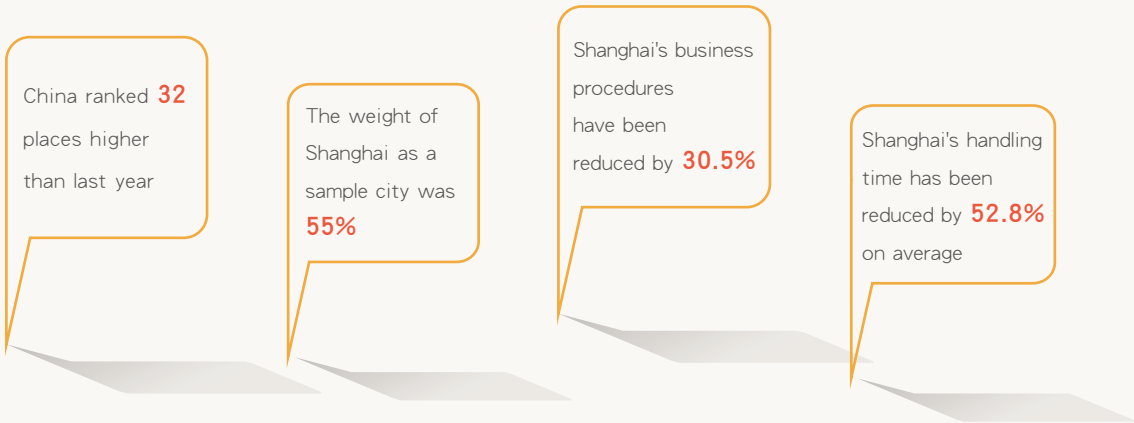 China ranked 32
places higher
than last year
The weight of
Shanghai as a
sample city was
55%
Shanghai's business
procedures
have been
reduced by 30.5%
Shanghai's handling
time has been
reduced by 52.8%
on average